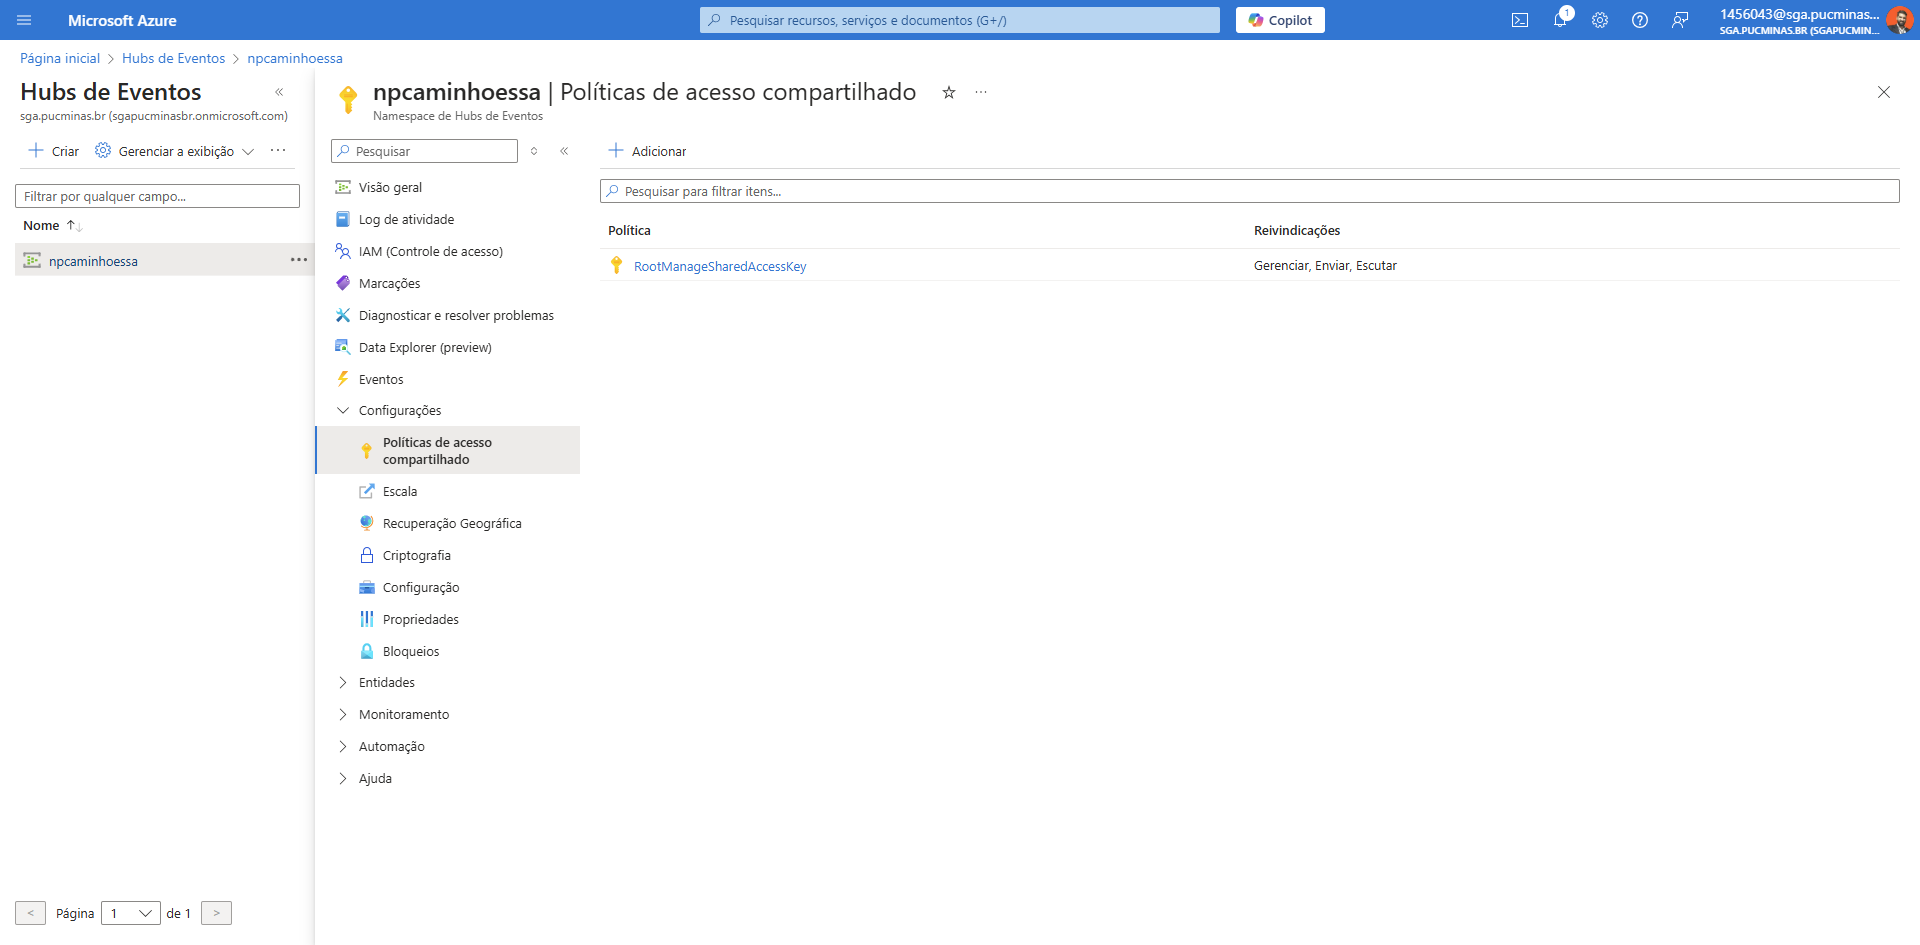 Microsoft Azure
Pesquisar recursos, serviços e documentos (G+/)
Copilot
1
1456043@sga.pucminas...
SGA.PUCMINAS.BR (SGAPUCMIN...
Página inicial > Hubs de Eventos > npcaminhoessa
Hubs de Eventos
sga.pucminas.br (sgapucminasbr.onmicrosoft.com)
Criar
Gerenciar a exibição
Filtrar por qualquer campo...
Nome
npcaminhoessa
< Página 1 de 1 >
npcaminhoessa | Políticas de acesso compartilhado
Namespace de Hubs de Eventos
Pesquisar
Visão geral
Log de atividade
IAM (Controle de acesso)
Marcações
Diagnosticar e resolver problemas
Data Explorer (preview)
Eventos
Configurações
Políticas de acesso
compartilhado
Escala
Recuperação Geográfica
Criptografia
Configuração
Propriedades
Bloqueios
Entidades
Monitoramento
Automação
Ajuda
Adicionar
Pesquisar para filtrar itens...
Política Reivindicações
RootManageSharedAccessKey Gerenciar, Enviar, Escutar